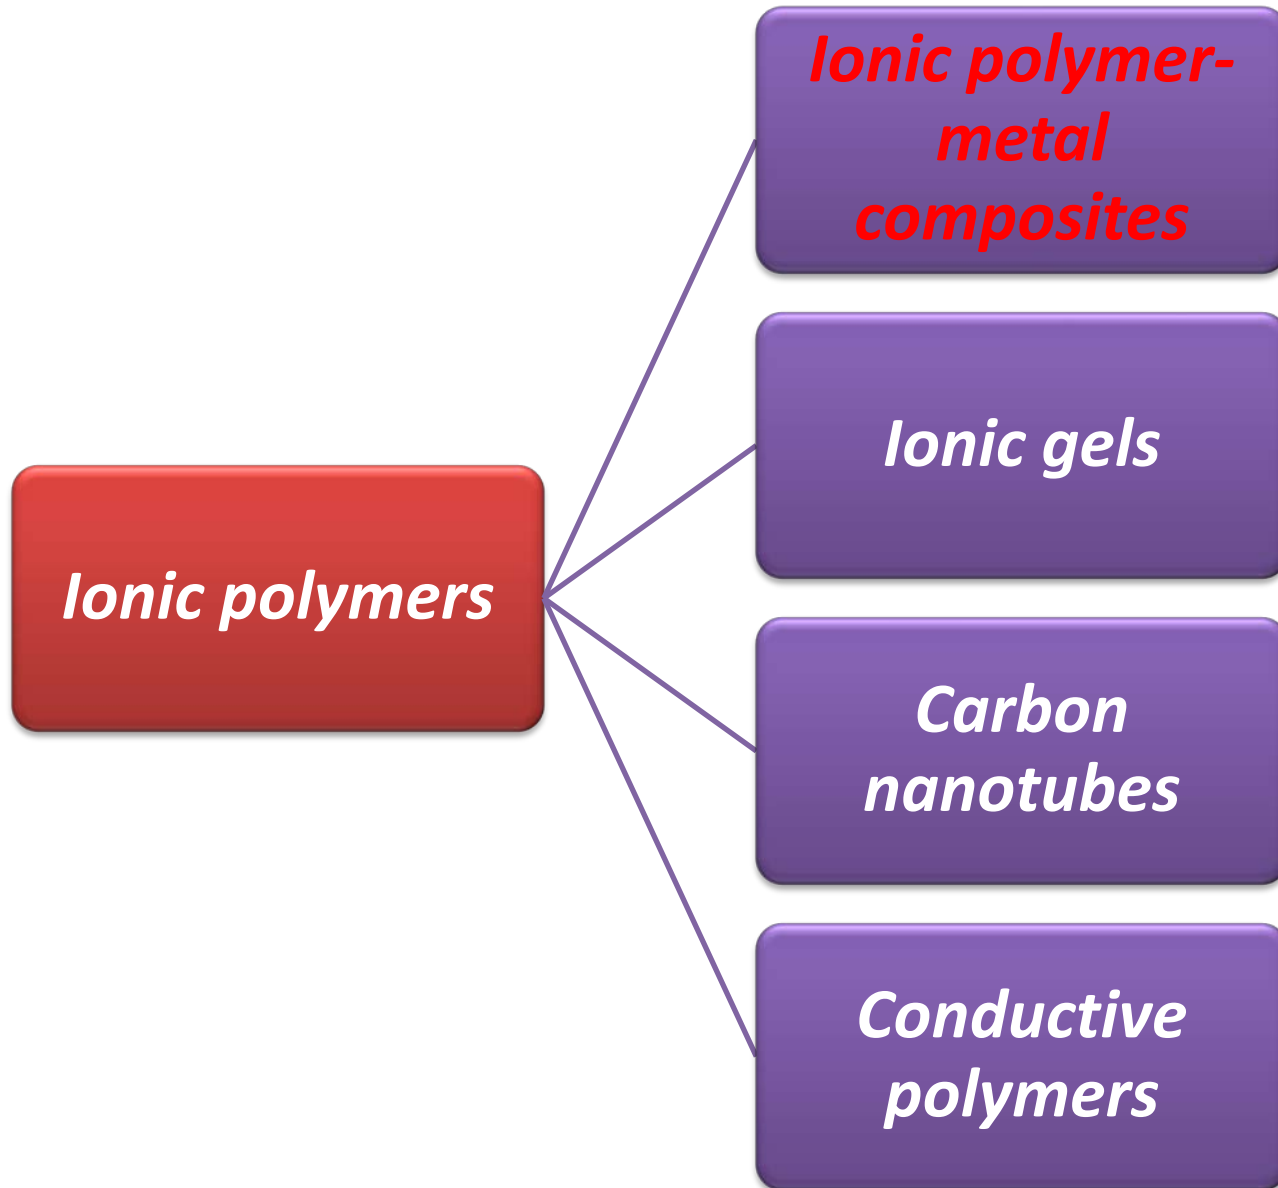 Ionic polymer-
metal
composites
Ionic gels
Ionic polymers
Carbon
nanotubes
Conductive
polymers